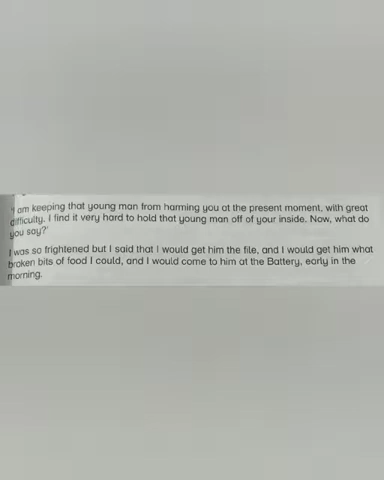 'I am keeping that young man from harming you at the present moment, with great
difficulty. I find it very hard to hold that young man off of your inside. Now, what do
you say?'
I was so frightened but I said that I would get him the file, and I would get him what
broken bits of food I could, and I would come to him at the Battery, early in the
morning.